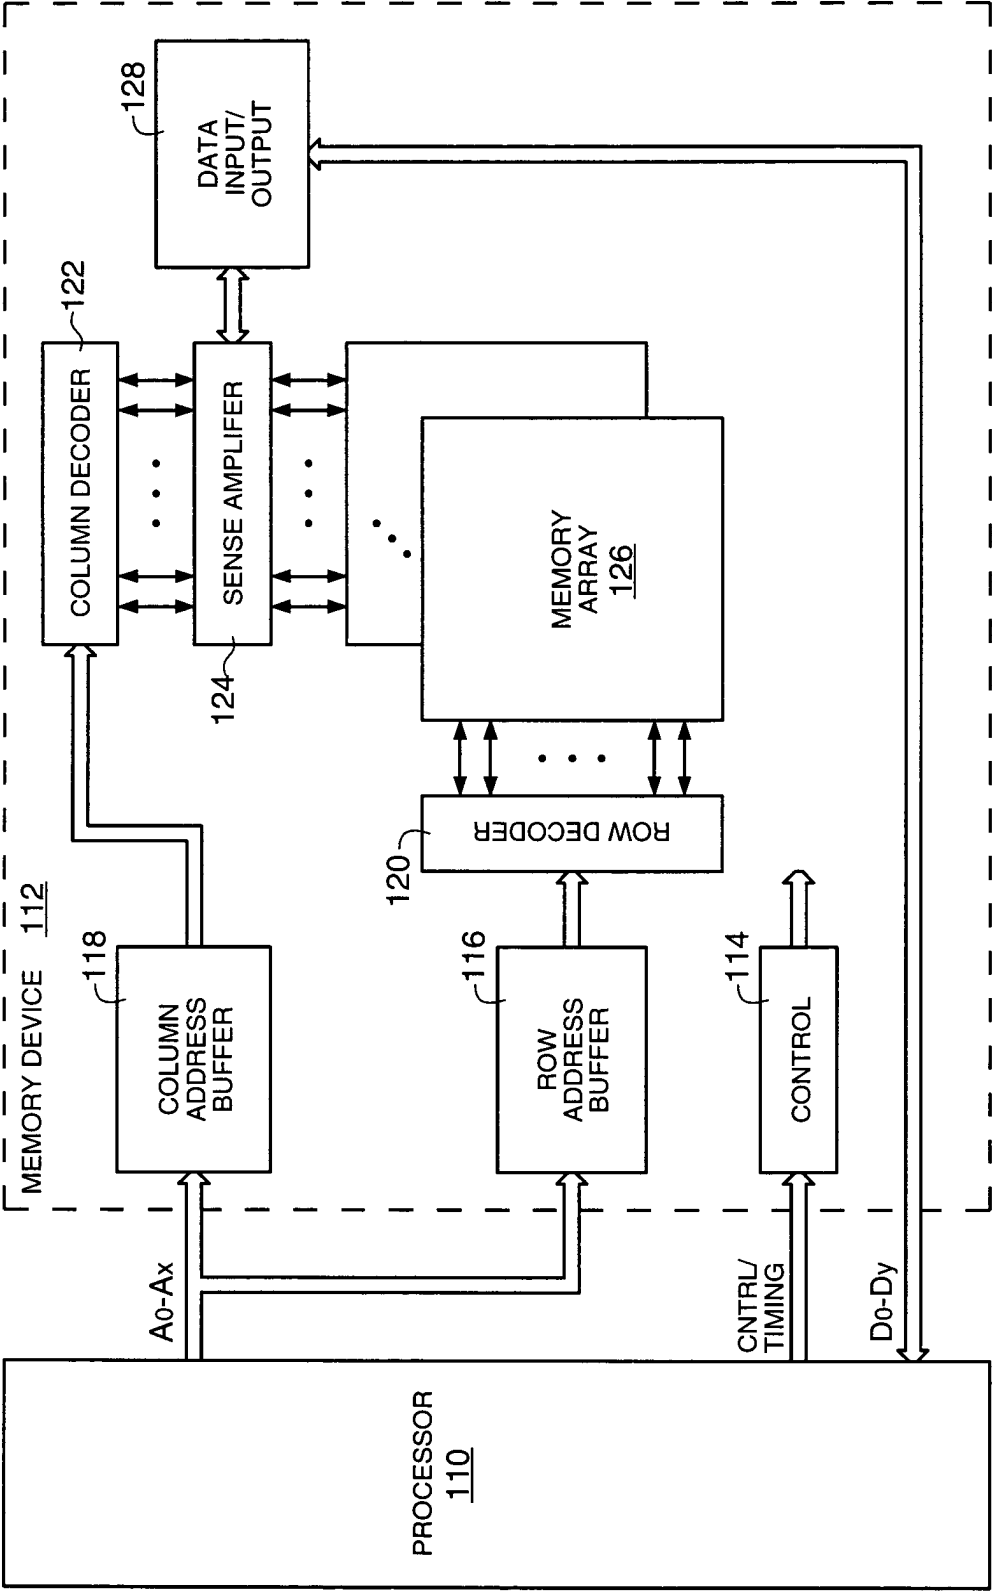 MEMORY DEVICE 112
COLUMN DECODER
122
128
DATA
INPUT/
OUTPUT
SENSE AMPLIFER
124
118
COLUMN
ADDRESS
BUFFER
A0-Ax
MEMORY
ARRAY
126
120
ROW DECODER
116
ROW
ADDRESS
BUFFER
114
CONTROL
CNTRL/
TIMING
D0-Dy
PROCESSOR
110